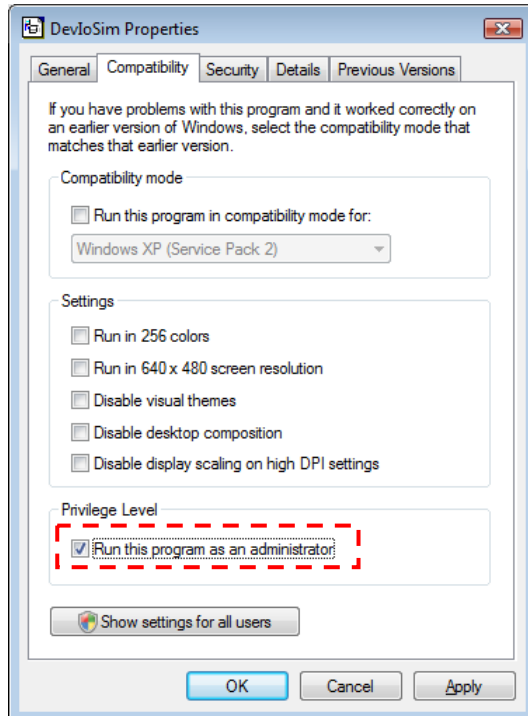 DevIoSim Properties
General Compatibility Security Details Previous Versions
If you have problems with this program and it worked correctly on
an earlier version of Windows, select the compatibility mode that
matches that earlier version.
Compatibility mode
Run this program in compatibility mode for:
Windows XP (Service Pack 2)
Settings
Run in 256 colors
Run in 640 x 480 screen resolution
Disable visual themes
Disable desktop composition
Disable display scaling on high DPI settings
Privilege Level
Run this program as an administrator
Show settings for all users
OK Cancel Apply